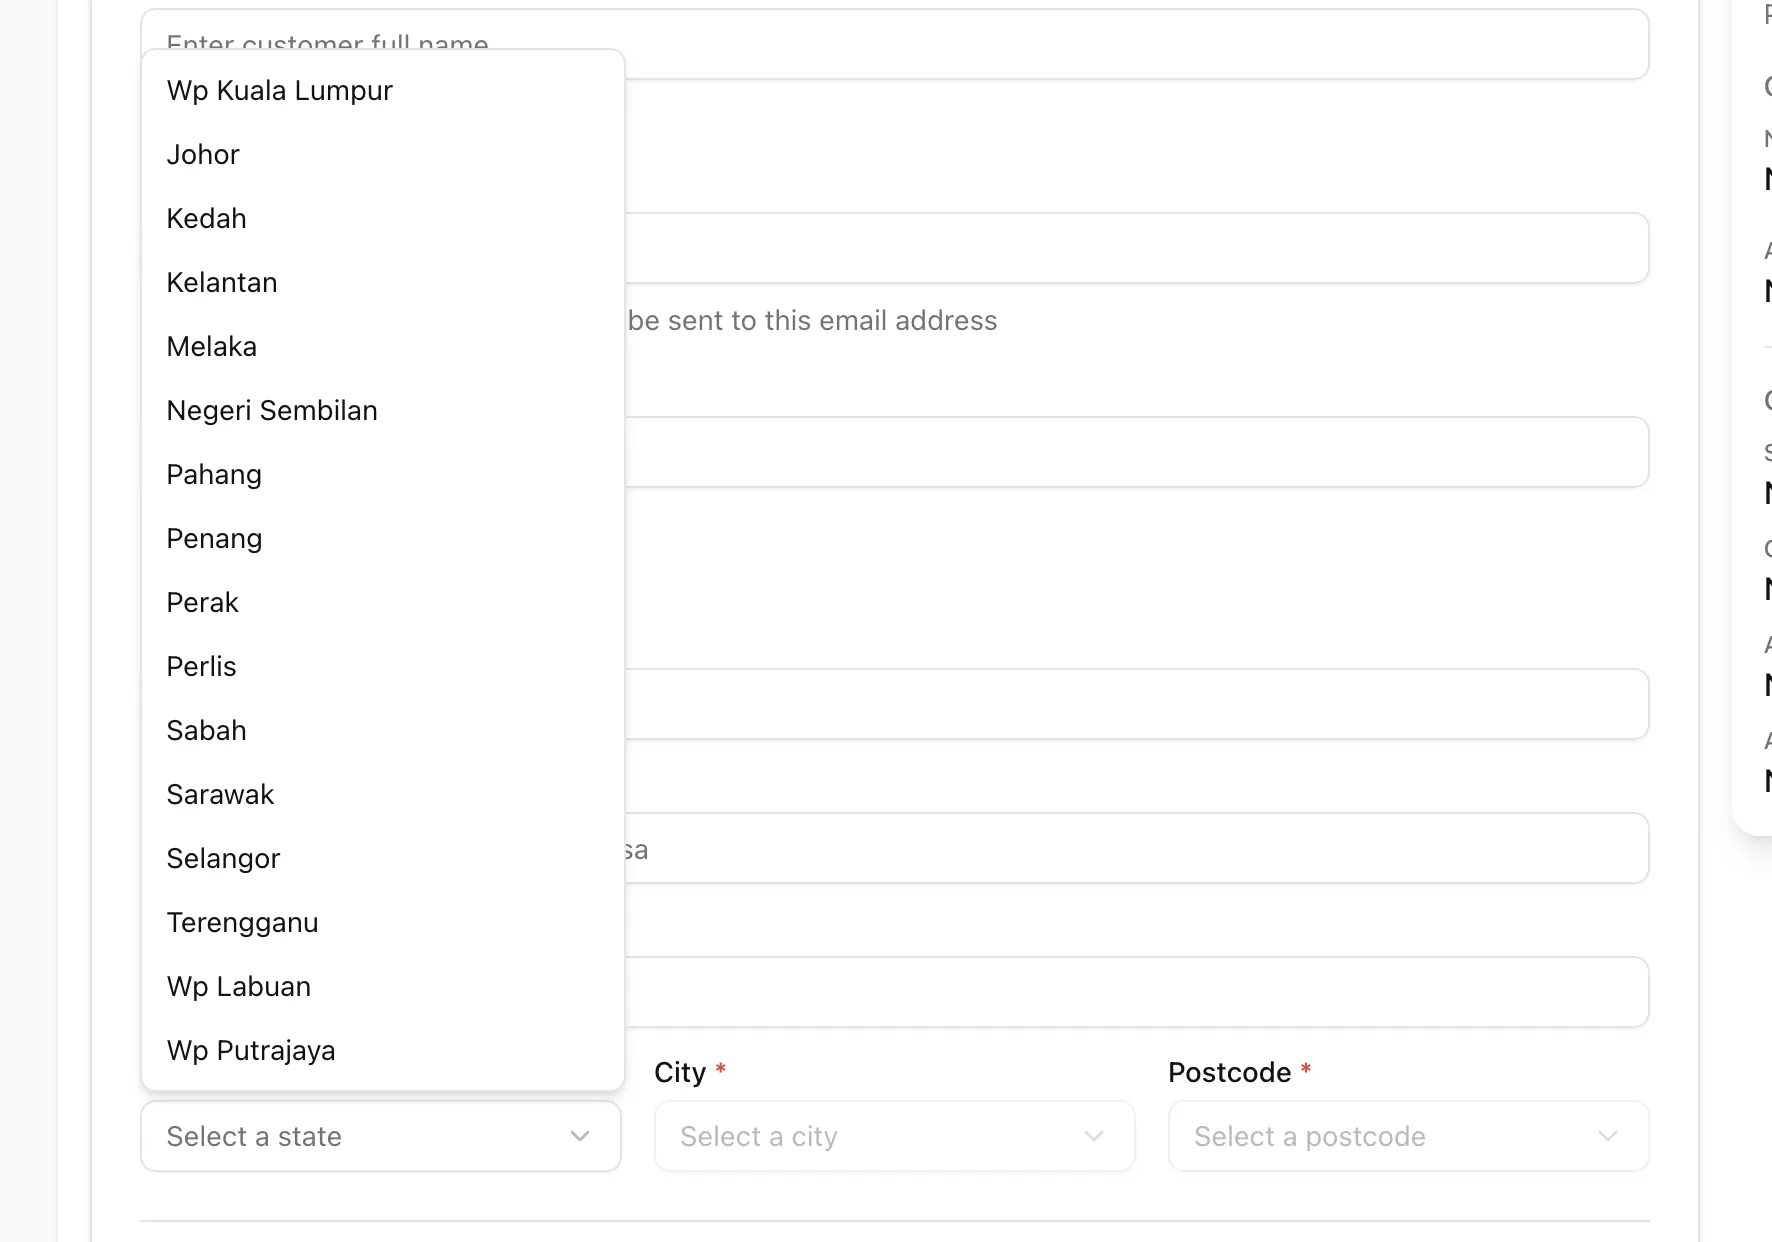 Enter customer full name
Wp Kuala Lumpur
Johor
Kedah
Kelantan
be sent to this email address
Melaka
Negeri Sembilan
Pahang
Penang
Perak
Perlis
Sabah
Sarawak
Selangor
Terengganu
Wp Labuan
Wp Putrajaya
City *
Postcode *
Select a state
Select a city
Select a postcode